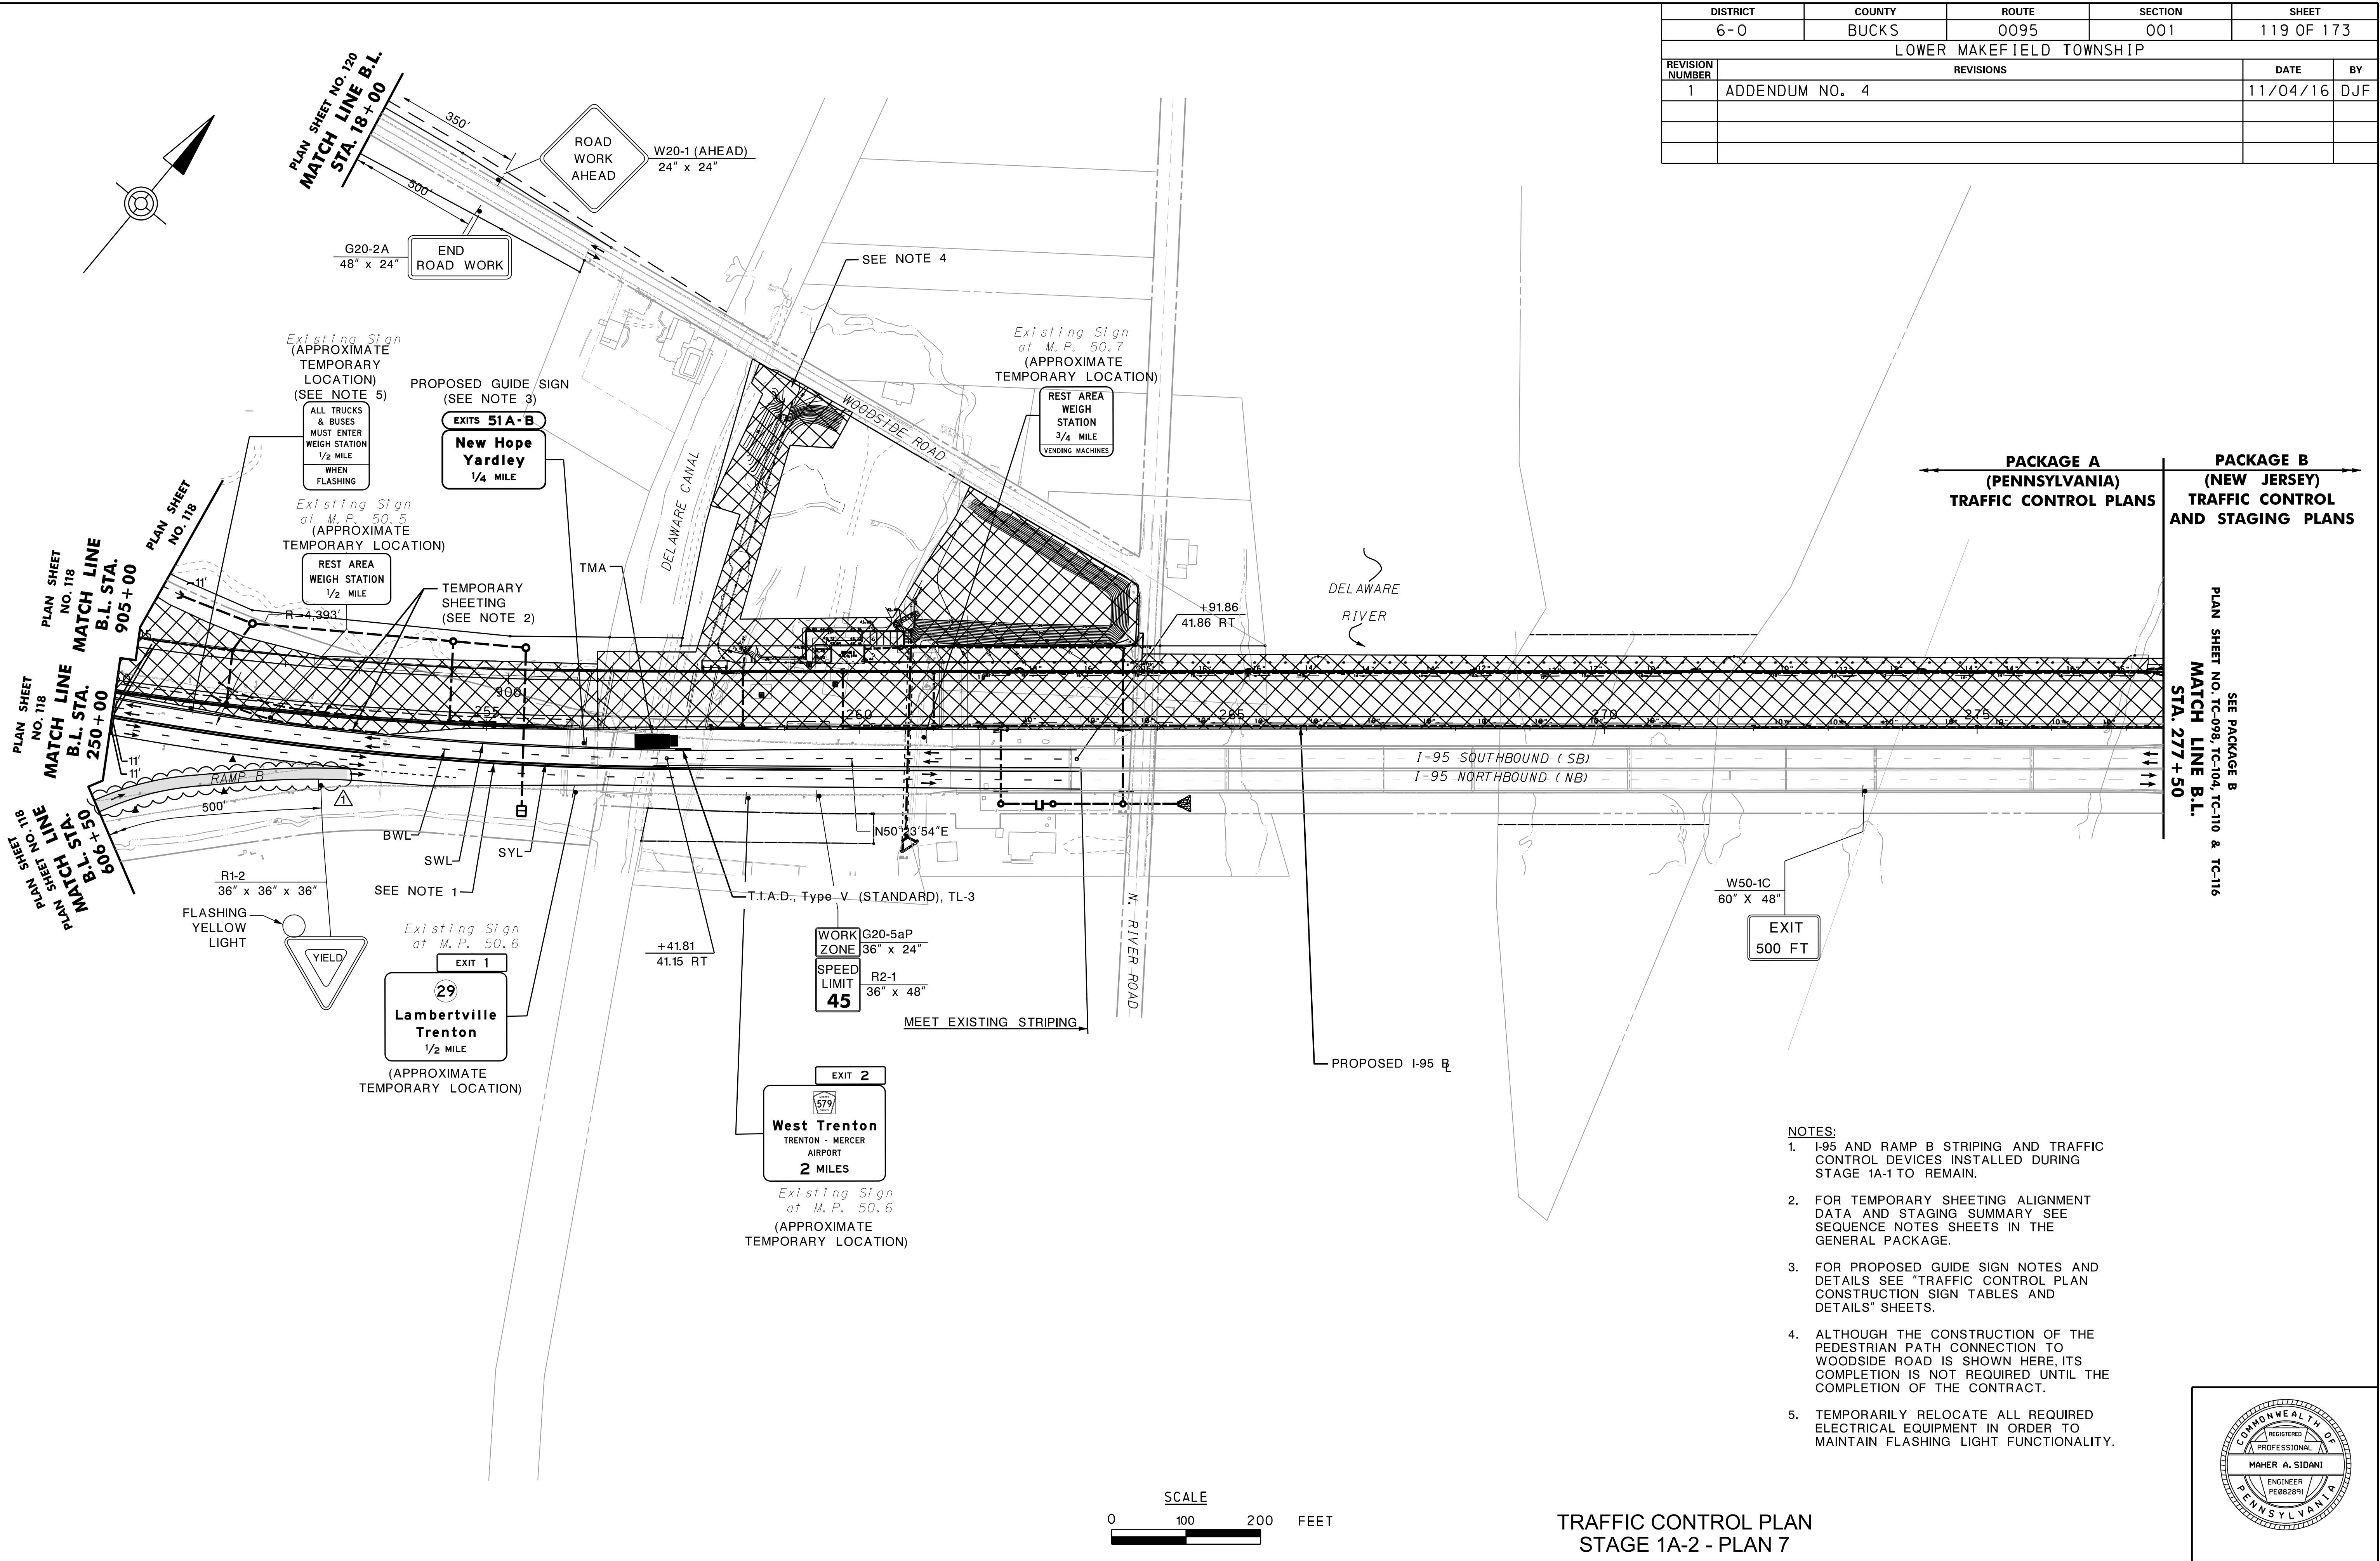 DISTRICT COUNTY ROUTE SECTION SHEET
6-0 BUCKS 0095 001 119 OF 173
LOWER MAKEFIELD TOWNSHIP
REVISION NUMBER REVISIONS DATE BY
1 ADDENDUM NO. 4 11/04/16 DJF
PLAN SHEET NO. 120
MATCH LINE B.L.
STA. 18+00
350'
500'
ROAD
WORK
AHEAD
W20-1 (AHEAD)
24" x 24"
G20-2A
48" x 24"
END
ROAD WORK
SEE NOTE 4
Existing Sign
(APPROXIMATE
TEMPORARY
LOCATION)
(SEE NOTE 5)
ALL TRUCKS
& BUSES
MUST ENTER
WEIGH STATION
1/2 MILE
WHEN
FLASHING
PROPOSED GUIDE SIGN
(SEE NOTE 3)
EXITS 51A-B
New Hope
Yardley
1/4 MILE
Existing Sign
at M.P. 50.7
(APPROXIMATE
TEMPORARY LOCATION)
REST AREA
WEIGH
STATION
3/4 MILE
VENDING MACHINES
Existing Sign
at M.P. 50.5
(APPROXIMATE
TEMPORARY LOCATION)
REST AREA
WEIGH STATION
1/2 MILE
TEMPORARY
SHEETING
(SEE NOTE 2)
TMA
DELAWARE CANAL
WOODSIDE ROAD
DELAWARE
RIVER
+91.86
41.86 RT
PACKAGE A
(PENNSYLVANIA)
TRAFFIC CONTROL PLANS
PACKAGE B
(NEW JERSEY)
TRAFFIC CONTROL
AND STAGING PLANS
PLAN SHEET
NO. 118
PLAN SHEET
NO. 118
MATCH LINE
B.L. STA.
905+00
PLAN SHEET
NO. 118
MATCH LINE
B.L. STA.
250+00
PLAN SHEET
PLAN SHEET NO. 118
MATCH LINE
B.L. STA.
606+50
11'
R=4,393'
11'
11'
900
255
260
265
270
275
I-95 SOUTHBOUND (SB)
I-95 NORTHBOUND (NB)
RAMP B
500'
1
SEE PACKAGE B
PLAN SHEET NO. TC-098, TC-104, TC-110 & TC-116
MATCH LINE B.L.
STA. 277+50
BWL
SWL
SYL
SEE NOTE 1
N50°23'54"E
T.I.A.D., Type V (STANDARD), TL-3
R1-2
36" x 36" x 36"
FLASHING
YELLOW
LIGHT
YIELD
Existing Sign
at M.P. 50.6
EXIT 1
29
Lambertville
Trenton
1/2 MILE
(APPROXIMATE
TEMPORARY LOCATION)
+41.81
41.15 RT
WORK
ZONE
G20-5aP
36" x 24"
SPEED
LIMIT
45
R2-1
36" x 48"
MEET EXISTING STRIPING
N. RIVER ROAD
PROPOSED I-95 BL
W50-1C
60" X 48"
EXIT
500 FT
EXIT 2
579
West Trenton
TRENTON - MERCER
AIRPORT
2 MILES
Existing Sign
at M.P. 50.6
(APPROXIMATE
TEMPORARY LOCATION)
NOTES:
1. I-95 AND RAMP B STRIPING AND TRAFFIC
CONTROL DEVICES INSTALLED DURING
STAGE 1A-1 TO REMAIN.
2. FOR TEMPORARY SHEETING ALIGNMENT
DATA AND STAGING SUMMARY SEE
SEQUENCE NOTES SHEETS IN THE
GENERAL PACKAGE.
3. FOR PROPOSED GUIDE SIGN NOTES AND
DETAILS SEE "TRAFFIC CONTROL PLAN
CONSTRUCTION SIGN TABLES AND
DETAILS" SHEETS.
4. ALTHOUGH THE CONSTRUCTION OF THE
PEDESTRIAN PATH CONNECTION TO
WOODSIDE ROAD IS SHOWN HERE, ITS
COMPLETION IS NOT REQUIRED UNTIL THE
COMPLETION OF THE CONTRACT.
5. TEMPORARILY RELOCATE ALL REQUIRED
ELECTRICAL EQUIPMENT IN ORDER TO
MAINTAIN FLASHING LIGHT FUNCTIONALITY.
COMMONWEALTH OF
REGISTERED
PROFESSIONAL
MAHER A. SIDANI
ENGINEER
PE082891
PENNSYLVANIA
SCALE
0 100 200 FEET
TRAFFIC CONTROL PLAN
STAGE 1A-2 - PLAN 7